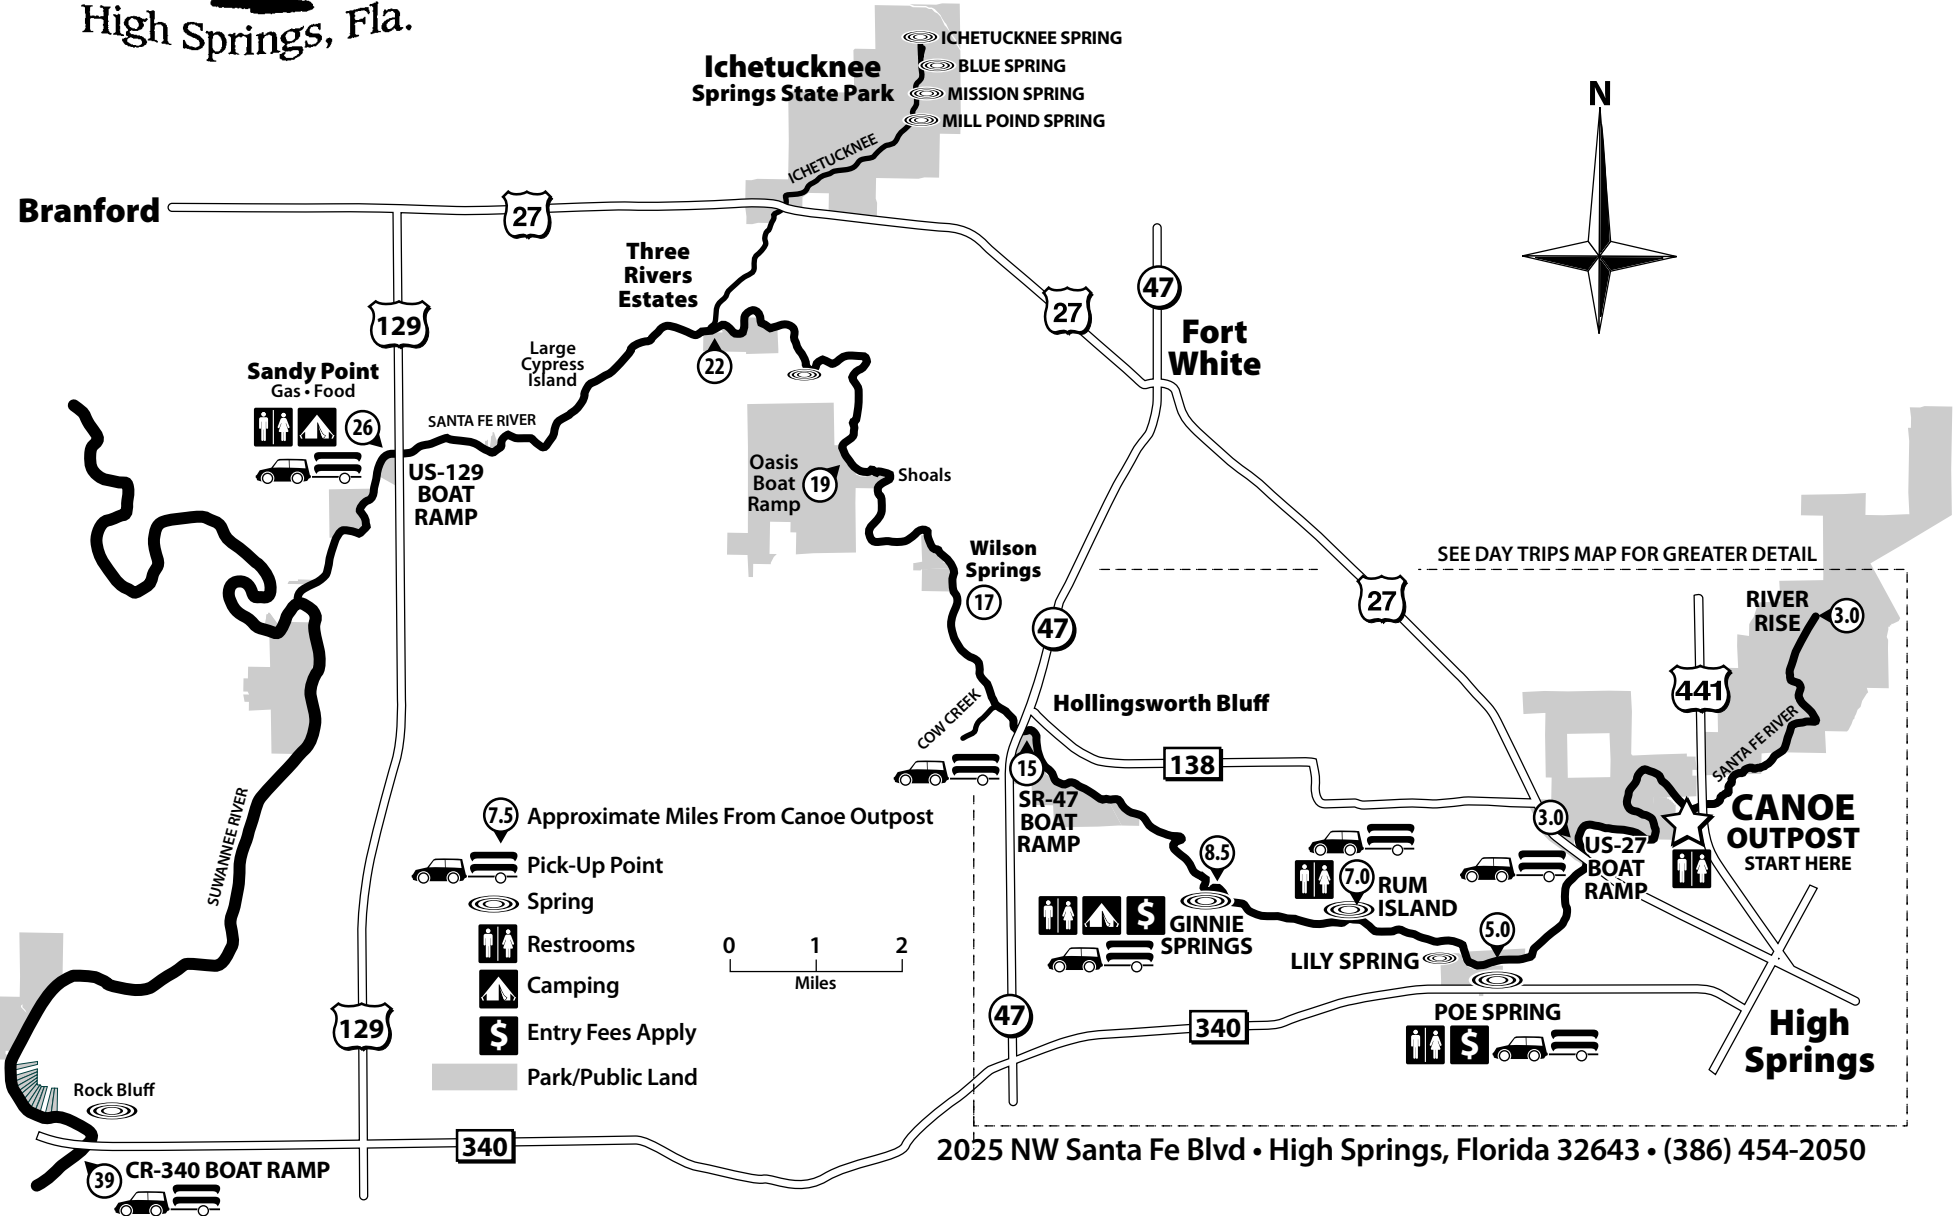 High Springs, Fla.
ICHETUCKNEE SPRING
BLUE SPRING
MISSION SPRING
MILL POIND SPRING
Ichetucknee
Springs State Park
ICHETUCKNEE
N
Branford
27
Three
Rivers
Estates
129
27
47
Fort
White
Large
Cypress
Island
22
Sandy Point
Gas • Food
26
SANTA FE RIVER
US-129
BOAT
RAMP
Oasis
Boat
Ramp
19
Shoals
Wilson
Springs
17
SEE DAY TRIPS MAP FOR GREATER DETAIL
27
47
RIVER
RISE
3.0
441
SANTA FE RIVER
COW CREEK
Hollingsworth Bluff
138
15
SR-47
BOAT
RAMP
3.0
US-27
BOAT
RAMP
CANOE
OUTPOST
START HERE
SUWANNEE RIVER
7.5
Approximate Miles From Canoe Outpost
Pick-Up Point
Spring
Restrooms
Camping
$
Entry Fees Apply
Park/Public Land
0 1 2
Miles
8.5
7.0
RUM
ISLAND
$
GINNIE
SPRINGS
5.0
LILY SPRING
POE SPRING
$
47
340
High
Springs
129
Rock Bluff
340
39
CR-340 BOAT RAMP
2025 NW Santa Fe Blvd • High Springs, Florida 32643 • (386) 454-2050